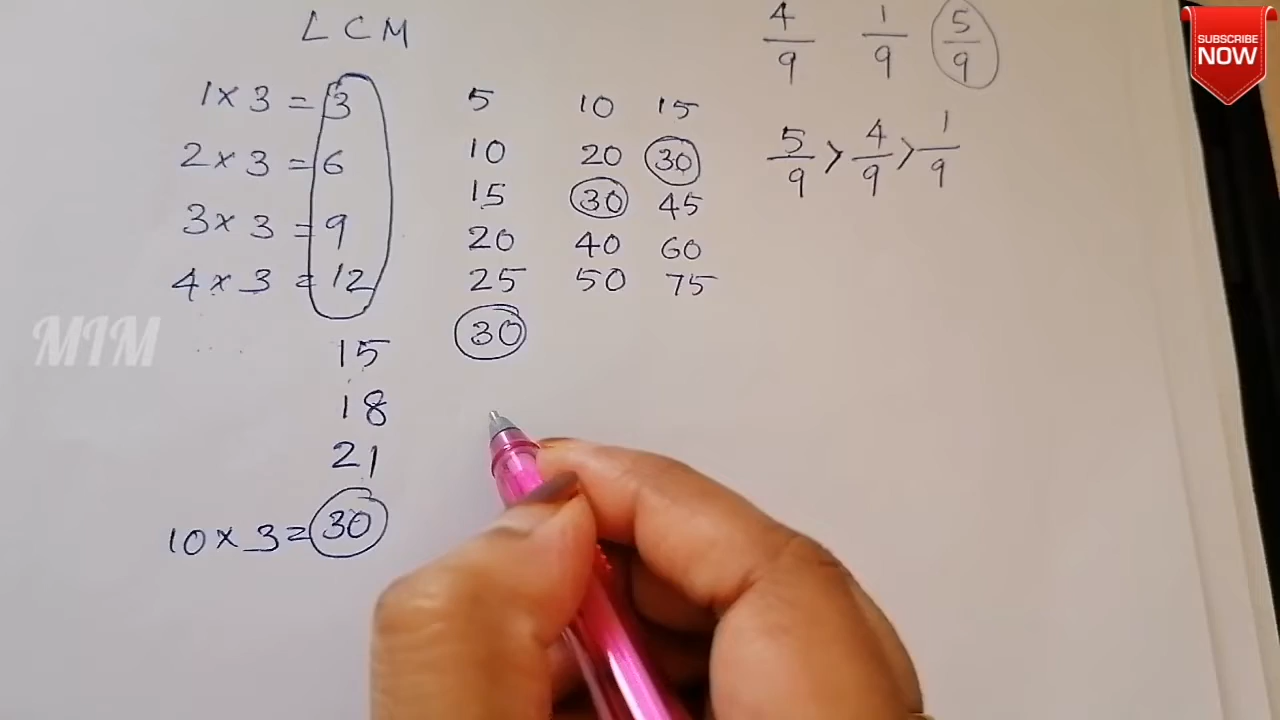 LCM
1 × 3 = 3
2 × 3 = 6
3 × 3 = 9
4 × 3 = 12
15
18
21
10 × 3 = 30
5
10
15
20
25
30
10
20
30
40
50
15
30
45
60
75
4/9 1/9 5/9
5/9 > 4/9 > 1/9
MIM
SUBSCRIBE
NOW